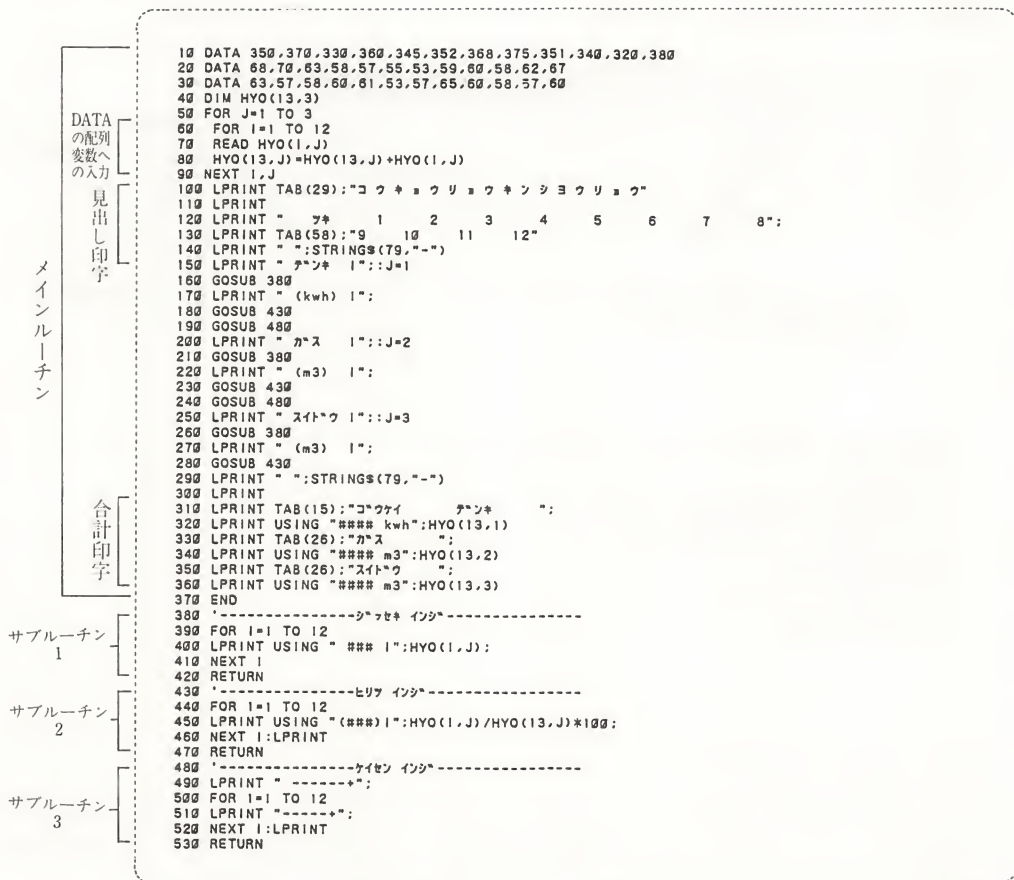 10 DATA 350,370,330,360,345,352,368,375,351,340,320,380
20 DATA 68,70,63,58,57,55,53,59,60,58,62,67
30 DATA 63,57,58,60,61,53,57,65,60,58,57,60
40 DIM HYO(13,3)
DATAの配列変数への入力
50 FOR J=1 TO 3
60  FOR I=1 TO 12
70  READ HYO(I,J)
80  HYO(13,J)=HYO(13,J)+HYO(I,J)
90 NEXT I,J
見出し印字
100 LPRINT TAB(29);"コ ウ キ ョ ウ リ ョ ウ キ ン シ ヨ ウ リ ョ ウ"
110 LPRINT
120 LPRINT "   ツキ     1     2     3     4     5     6     7     8";
130 LPRINT TAB(58);"9    10    11    12"
140 LPRINT " ";STRING$(79,"-")
メインルーチン
150 LPRINT " デンキ  |";:J=1
160 GOSUB 380
170 LPRINT " (kwh) |";
180 GOSUB 430
190 GOSUB 480
200 LPRINT " ガス    |";:J=2
210 GOSUB 380
220 LPRINT " (m3)  |";
230 GOSUB 430
240 GOSUB 480
250 LPRINT " スイドウ |";:J=3
260 GOSUB 380
270 LPRINT " (m3)  |";
280 GOSUB 430
290 LPRINT " ";STRING$(79,"-")
合計印字
300 LPRINT
310 LPRINT TAB(15);"ゴウケイ      デンキ     ";
320 LPRINT USING "#### kwh";HYO(13,1)
330 LPRINT TAB(26);"ガス      ";
340 LPRINT USING "#### m3";HYO(13,2)
350 LPRINT TAB(26);"スイドウ    ";
360 LPRINT USING "#### m3";HYO(13,3)
370 END
サブルーチン1
380 '----------------ジッセキ インジ----------------
390 FOR I=1 TO 12
400 LPRINT USING " ### |";HYO(I,J);
410 NEXT I
420 RETURN
サブルーチン2
430 '----------------ヒリツ インジ------------------
440 FOR I=1 TO 12
450 LPRINT USING "(###)|";HYO(I,J)/HYO(13,J)*100;
460 NEXT I:LPRINT
470 RETURN
サブルーチン3
480 '----------------ケイセン インジ----------------
490 LPRINT " ------+";
500 FOR I=1 TO 12
510 LPRINT "-----+";
520 NEXT I:LPRINT
530 RETURN